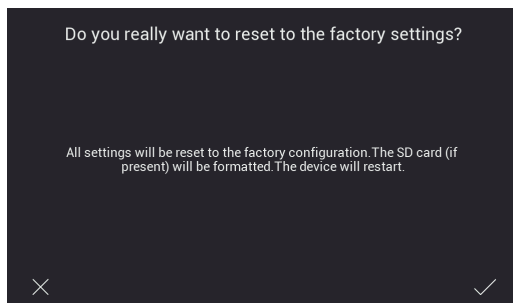 Do you really want to reset to the factory settings?
All settings will be reset to the factory configuration.The SD card (if
present) will be formatted.The device will restart.